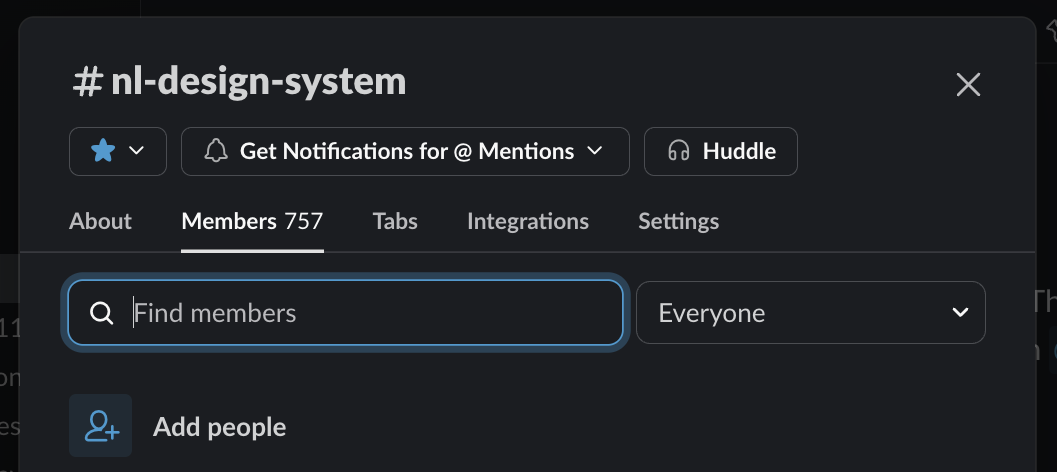 # nl-design-system
Get Notifications for @ Mentions
Huddle
About
Members 757
Tabs
Integrations
Settings
Find members
Everyone
Add people